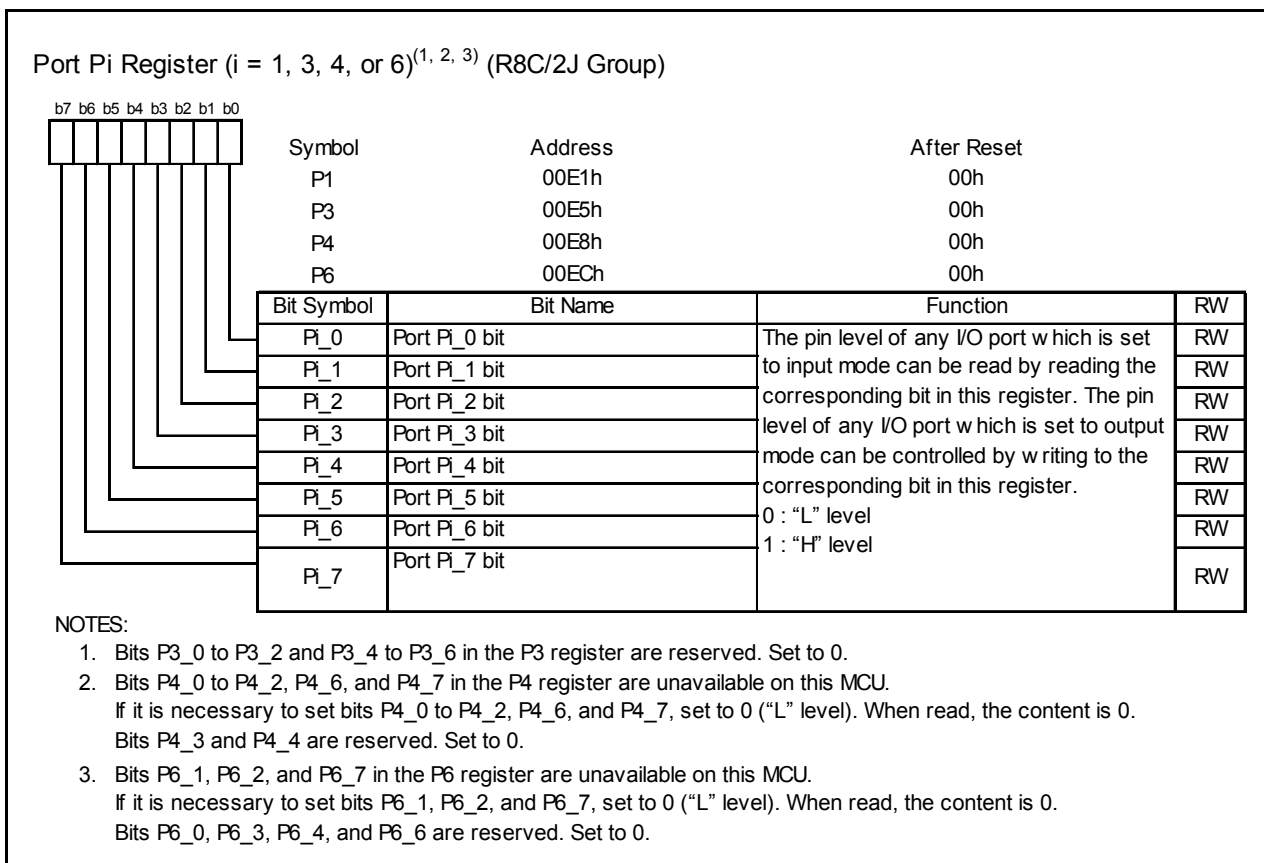 Port Pi Register (i = 1, 3, 4, or 6)(1, 2, 3) (R8C/2J Group)
b7 b6 b5 b4 b3 b2 b1 b0
Symbol Address After Reset
P1 00E1h 00h
P3 00E5h 00h
P4 00E8h 00h
P6 00ECh 00h
Bit Symbol Bit Name Function RW
Pi_0 Port Pi_0 bit The pin level of any I/O port which is set RW
Pi_1 Port Pi_1 bit to input mode can be read by reading the RW
Pi_2 Port Pi_2 bit corresponding bit in this register. The pin RW
Pi_3 Port Pi_3 bit level of any I/O port which is set to output RW
Pi_4 Port Pi_4 bit mode can be controlled by writing to the RW
Pi_5 Port Pi_5 bit corresponding bit in this register. RW
Pi_6 Port Pi_6 bit 0 : “L” level RW
Pi_7 Port Pi_7 bit 1 : “H” level RW
NOTES:
1. Bits P3_0 to P3_2 and P3_4 to P3_6 in the P3 register are reserved. Set to 0.
2. Bits P4_0 to P4_2, P4_6, and P4_7 in the P4 register are unavailable on this MCU.
If it is necessary to set bits P4_0 to P4_2, P4_6, and P4_7, set to 0 (“L” level). When read, the content is 0.
Bits P4_3 and P4_4 are reserved. Set to 0.
3. Bits P6_1, P6_2, and P6_7 in the P6 register are unavailable on this MCU.
If it is necessary to set bits P6_1, P6_2, and P6_7, set to 0 (“L” level). When read, the content is 0.
Bits P6_0, P6_3, P6_4, and P6_6 are reserved. Set to 0.